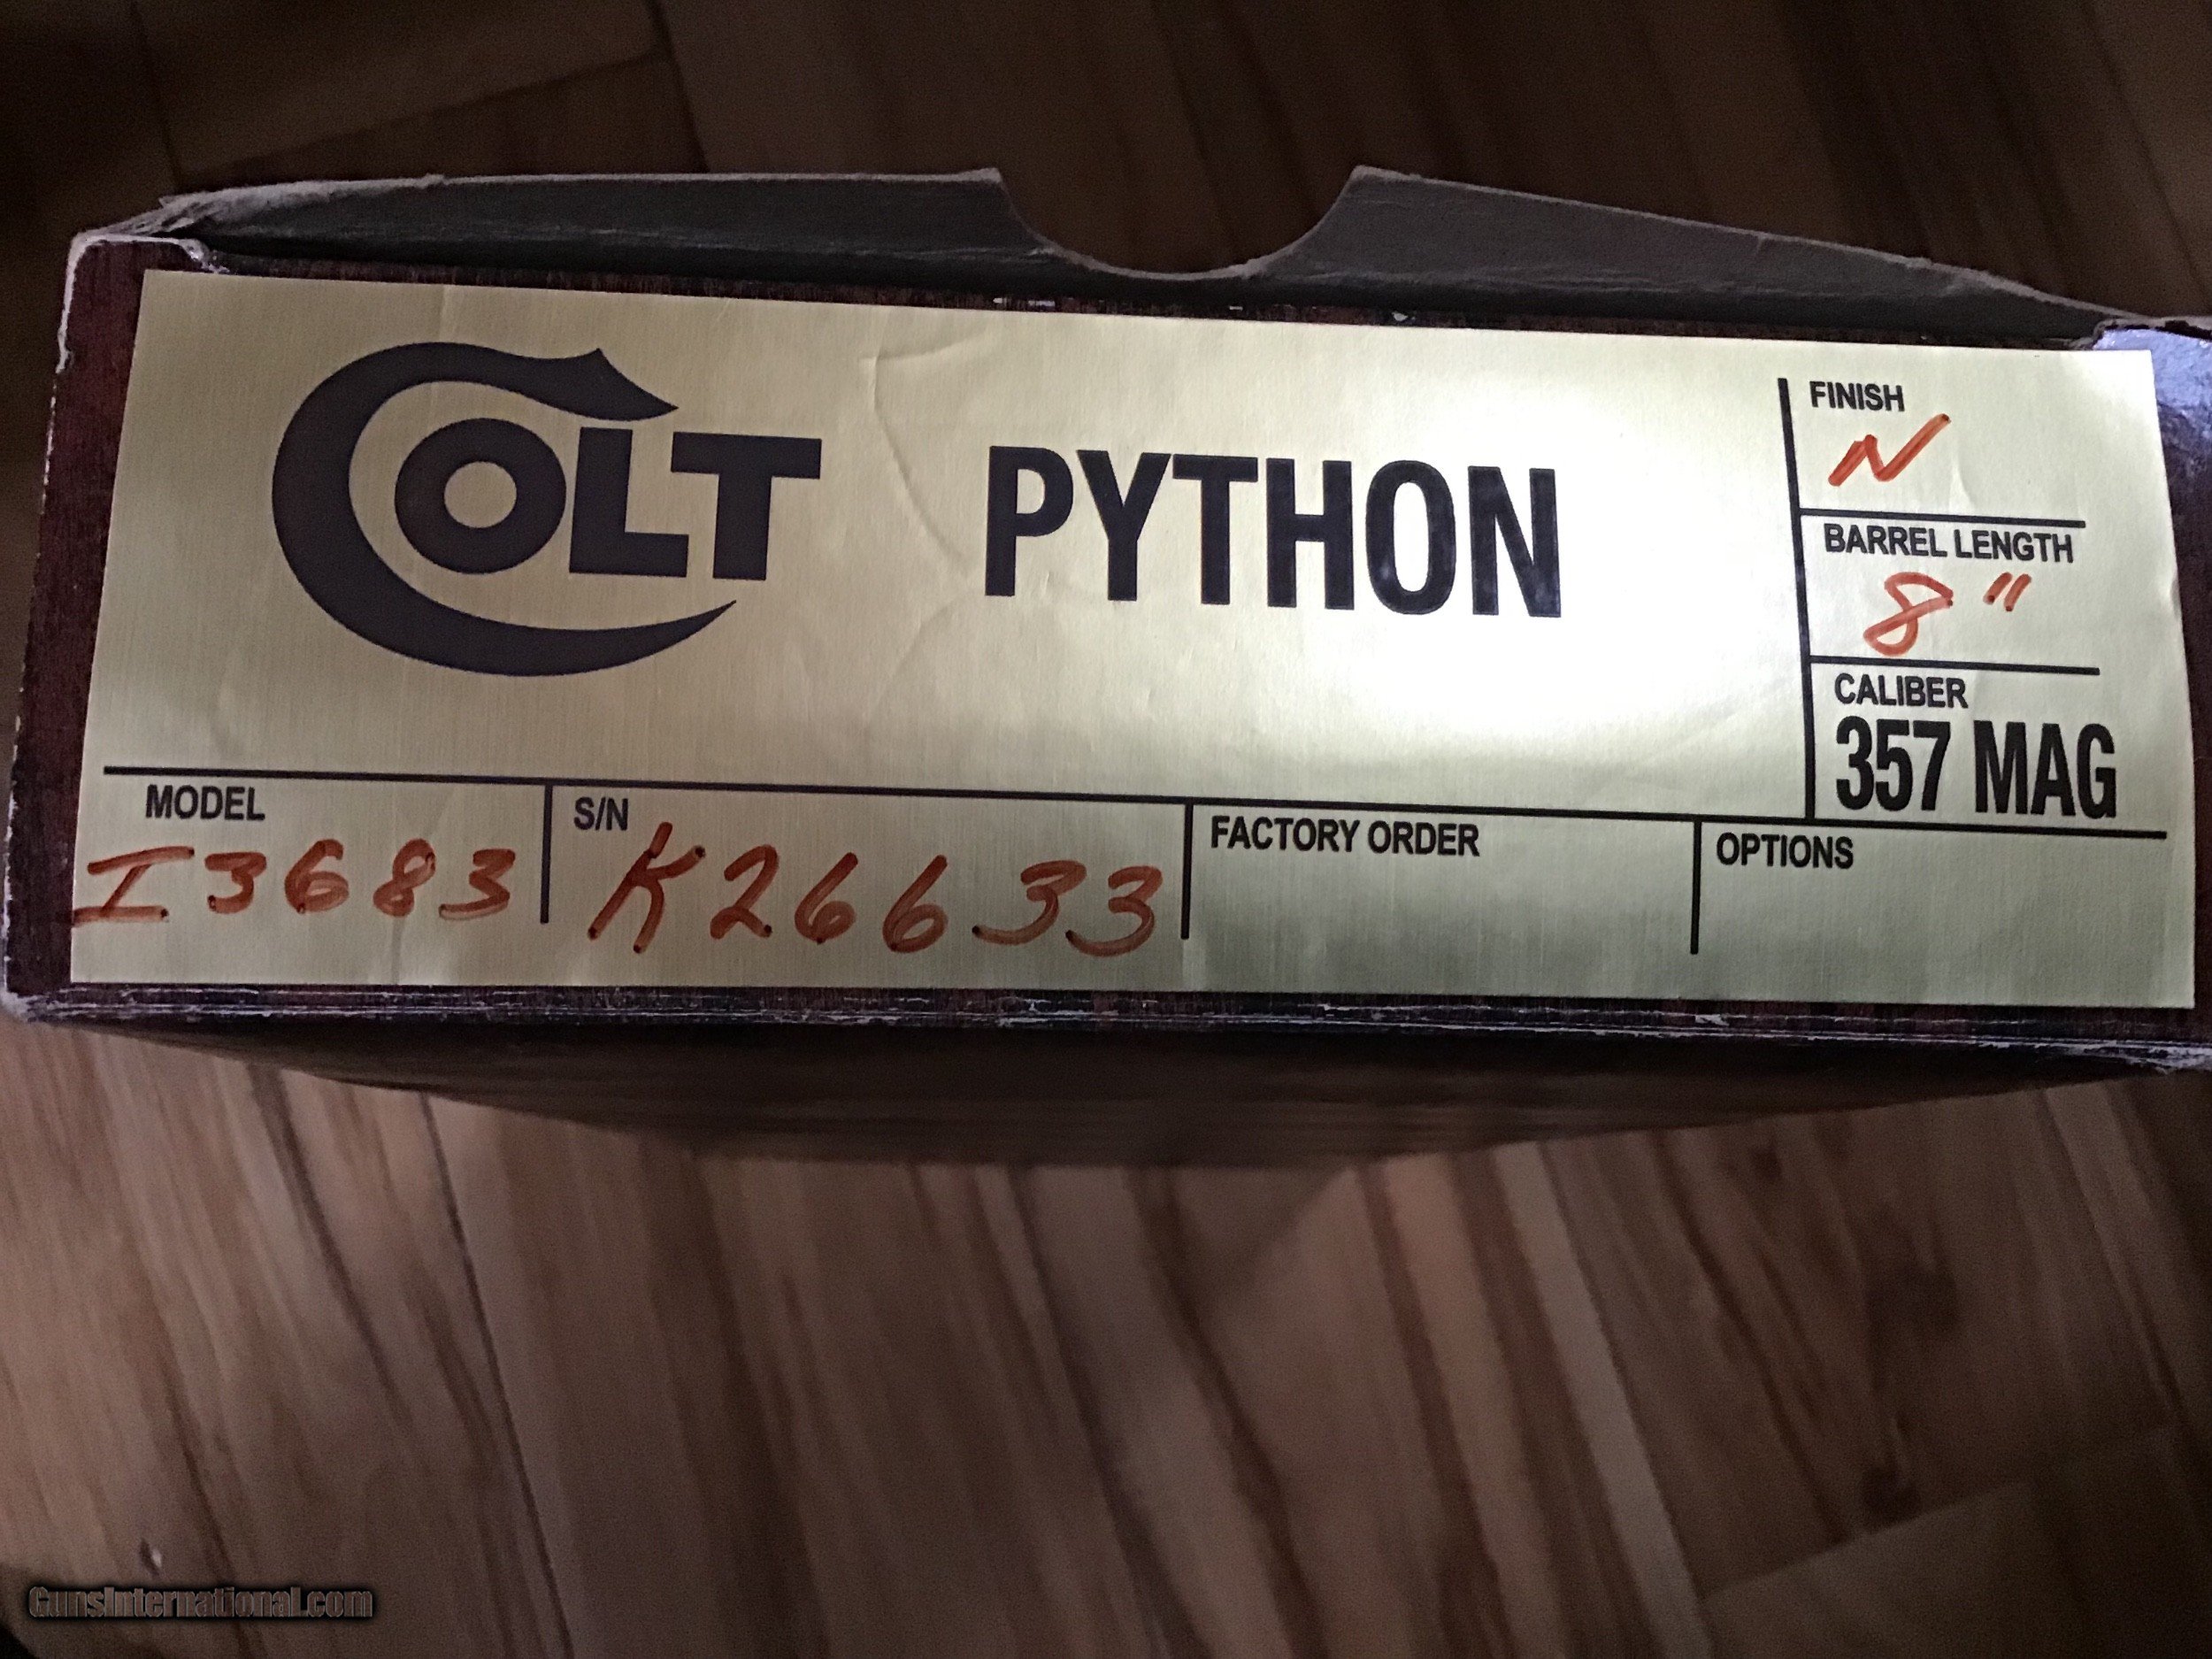 COLT PYTHON
FINISH
N
BARREL LENGTH
8"
CALIBER
357 MAG
MODEL
I3683
S/N
K26633
FACTORY ORDER
OPTIONS
GunsInternational.com